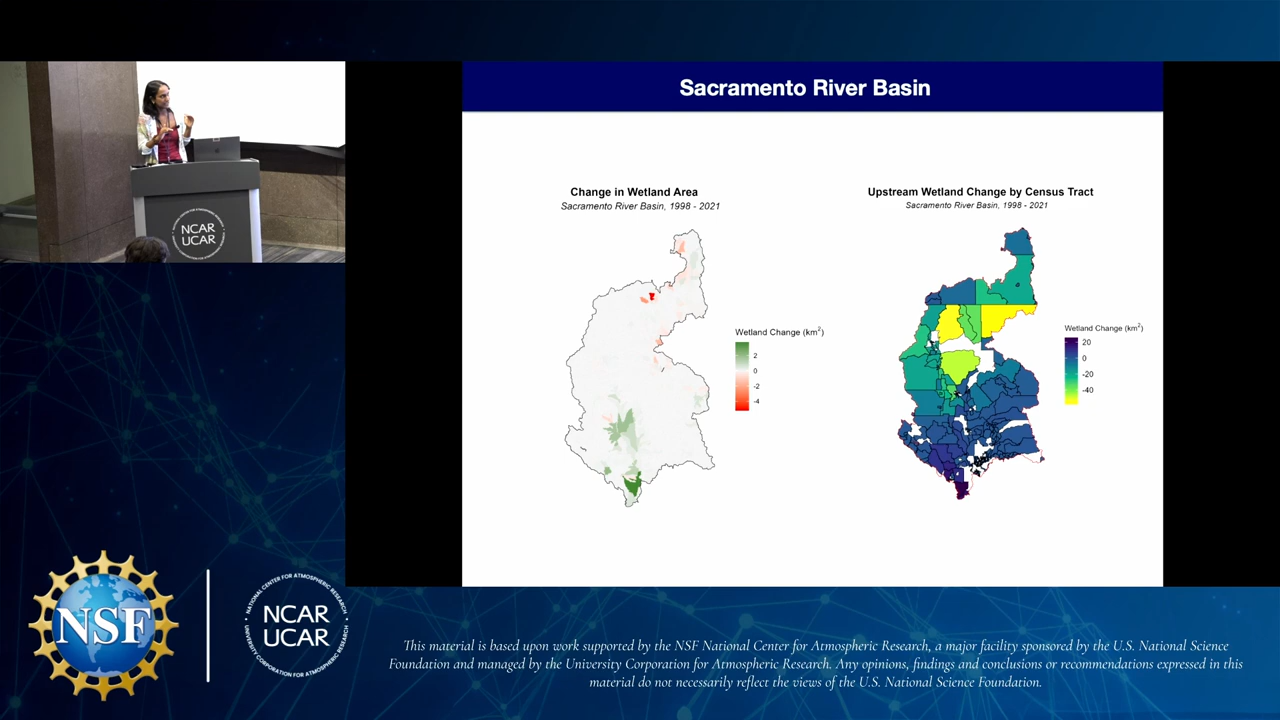 Sacramento River Basin
Change in Wetland Area
Sacramento River Basin, 1998 - 2021
Wetland Change (km²)
2
0
-2
-4
Upstream Wetland Change by Census Tract
Sacramento River Basin, 1998 - 2021
Wetland Change (km²)
20
0
-20
-40
NATIONAL CENTER FOR ATMOSPHERIC RESEARCH
NCAR
UCAR
NSF
NATIONAL CENTER FOR ATMOSPHERIC RESEARCH
NCAR
UCAR
UNIVERSITY CORPORATION FOR ATMOSPHERIC RESEARCH
This material is based upon work supported by the NSF National Center for Atmospheric Research, a major facility sponsored by the U.S. National Science
Foundation and managed by the University Corporation for Atmospheric Research. Any opinions, findings and conclusions or recommendations expressed in this
material do not necessarily reflect the views of the U.S. National Science Foundation.